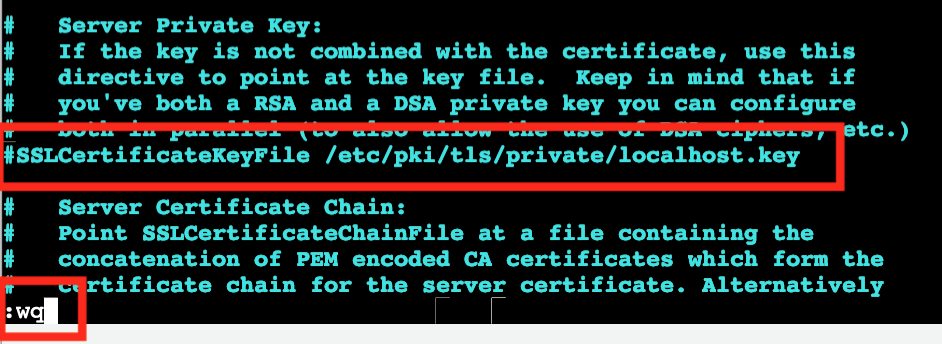 #   Server Private Key:
#   If the key is not combined with the certificate, use this
#   directive to point at the key file.  Keep in mind that if
#   you've both a RSA and a DSA private key you can configure
#   both in parallel (to also allow the use of DSA ciphers, etc.)
#SSLCertificateKeyFile /etc/pki/tls/private/localhost.key
#   Server Certificate Chain:
#   Point SSLCertificateChainFile at a file containing the
#   concatenation of PEM encoded CA certificates which form the
#   certificate chain for the server certificate. Alternatively
:wq